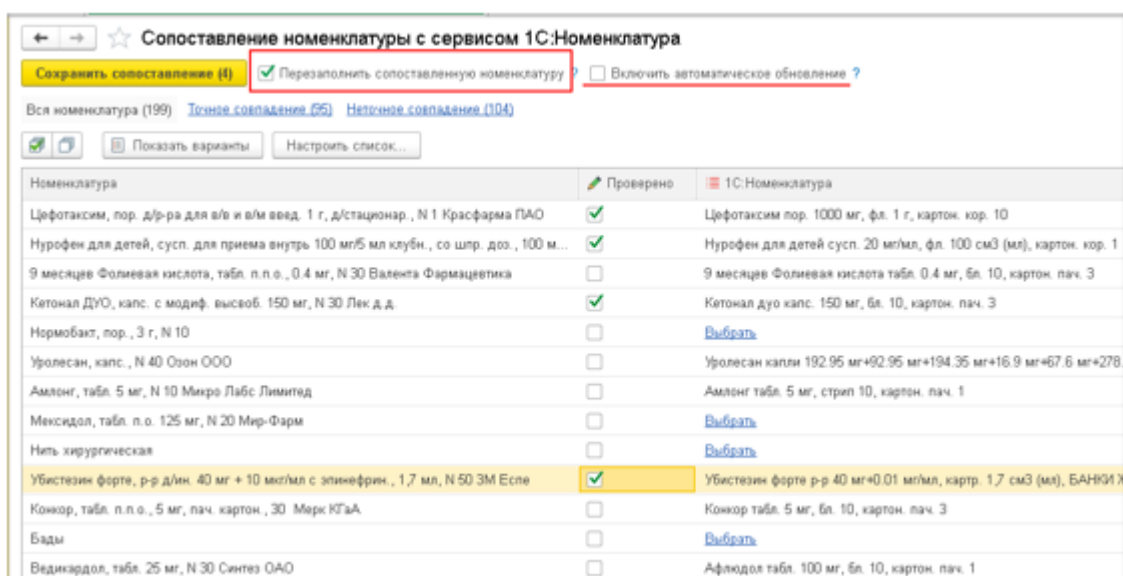 Сопоставление номенклатуры с сервисом 1С:Номенклатура
Сохранить сопоставление (4) Перезаполнить сопоставленную номенклатуру ? Включить автоматическое обновление ?
Вся номенклатура (199) Точное совпадение (95) Неточное совпадение (104)
Показать варианты Настроить список...
Номенклатура Проверено 1С:Номенклатура
Цефотаксим, пор. д/р-ра для в/в и в/м введ. 1 г, д/стационар., N 1 Красфарма ПАО Цефотаксим пор. 1000 мг, фл. 1 г, картон. кор. 10
Нурофен для детей, сусп. для приема внутрь 100 мг/5 мл клубн., со шпр. доз., 100 м... Нурофен для детей сусп. 20 мг/мл, фл. 100 см3 (мл), картон. кор. 1
9 месяцев Фолиевая кислота, табл. п.п.о., 0.4 мг, N 30 Валента Фармацевтика 9 месяцев Фолиевая кислота табл. 0.4 мг, бл. 10, картон. пач. 3
Кетонал ДУО, капс. с модиф. высвоб. 150 мг, N 30 Лек д.д. Кетонал дуо капс. 150 мг, бл. 10, картон. пач. 3
Нормобакт, пор., 3 г, N 10 Выбрать
Уролесан, капс., N 40 Озон ООО Уролесан капли 192.95 мг+92.95 мг+194.35 мг+16.9 мг+67.6 мг+278.
Амлонг, табл. 5 мг, N 10 Микро Лабс Лимитед Амлонг табл. 5 мг, стрип 10, картон. пач. 1
Мексидол, табл. п.о. 125 мг, N 20 Мир-Фарм Выбрать
Нить хирургическая Выбрать
Убистезин форте, р-р д/ин. 40 мг + 10 мкг/мл с эпинефрин., 1,7 мл, N 50 3М Еспе Убистезин форте р-р 40 мг+0.01 мг/мл, картр. 1,7 см3 (мл), БАНКИ Ж
Конкор, табл. п.п.о., 5 мг, пач. картон., 30 Мерк КГаА Конкор табл. 5 мг, бл. 10, картон. пач. 3
Бады Выбрать
Ведикардол, табл. 25 мг, N 30 Синтез ОАО Афлюдол табл. 100 мг, бл. 10, картон. пач. 1